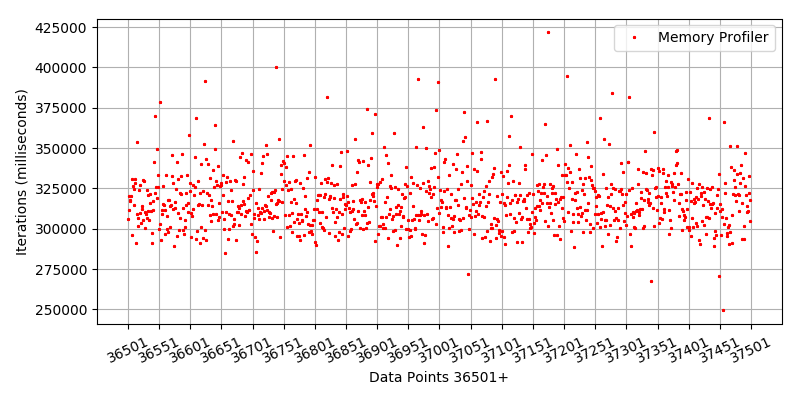 425000
400000
375000
350000
325000
300000
275000
250000
Iterations (milliseconds)
Memory Profiler
36501 36551 36601 36651 36701 36751 36801 36851 36901 36951 37001 37051 37101 37151 37201 37251 37301 37351 37401 37451 37501
Data Points 36501+